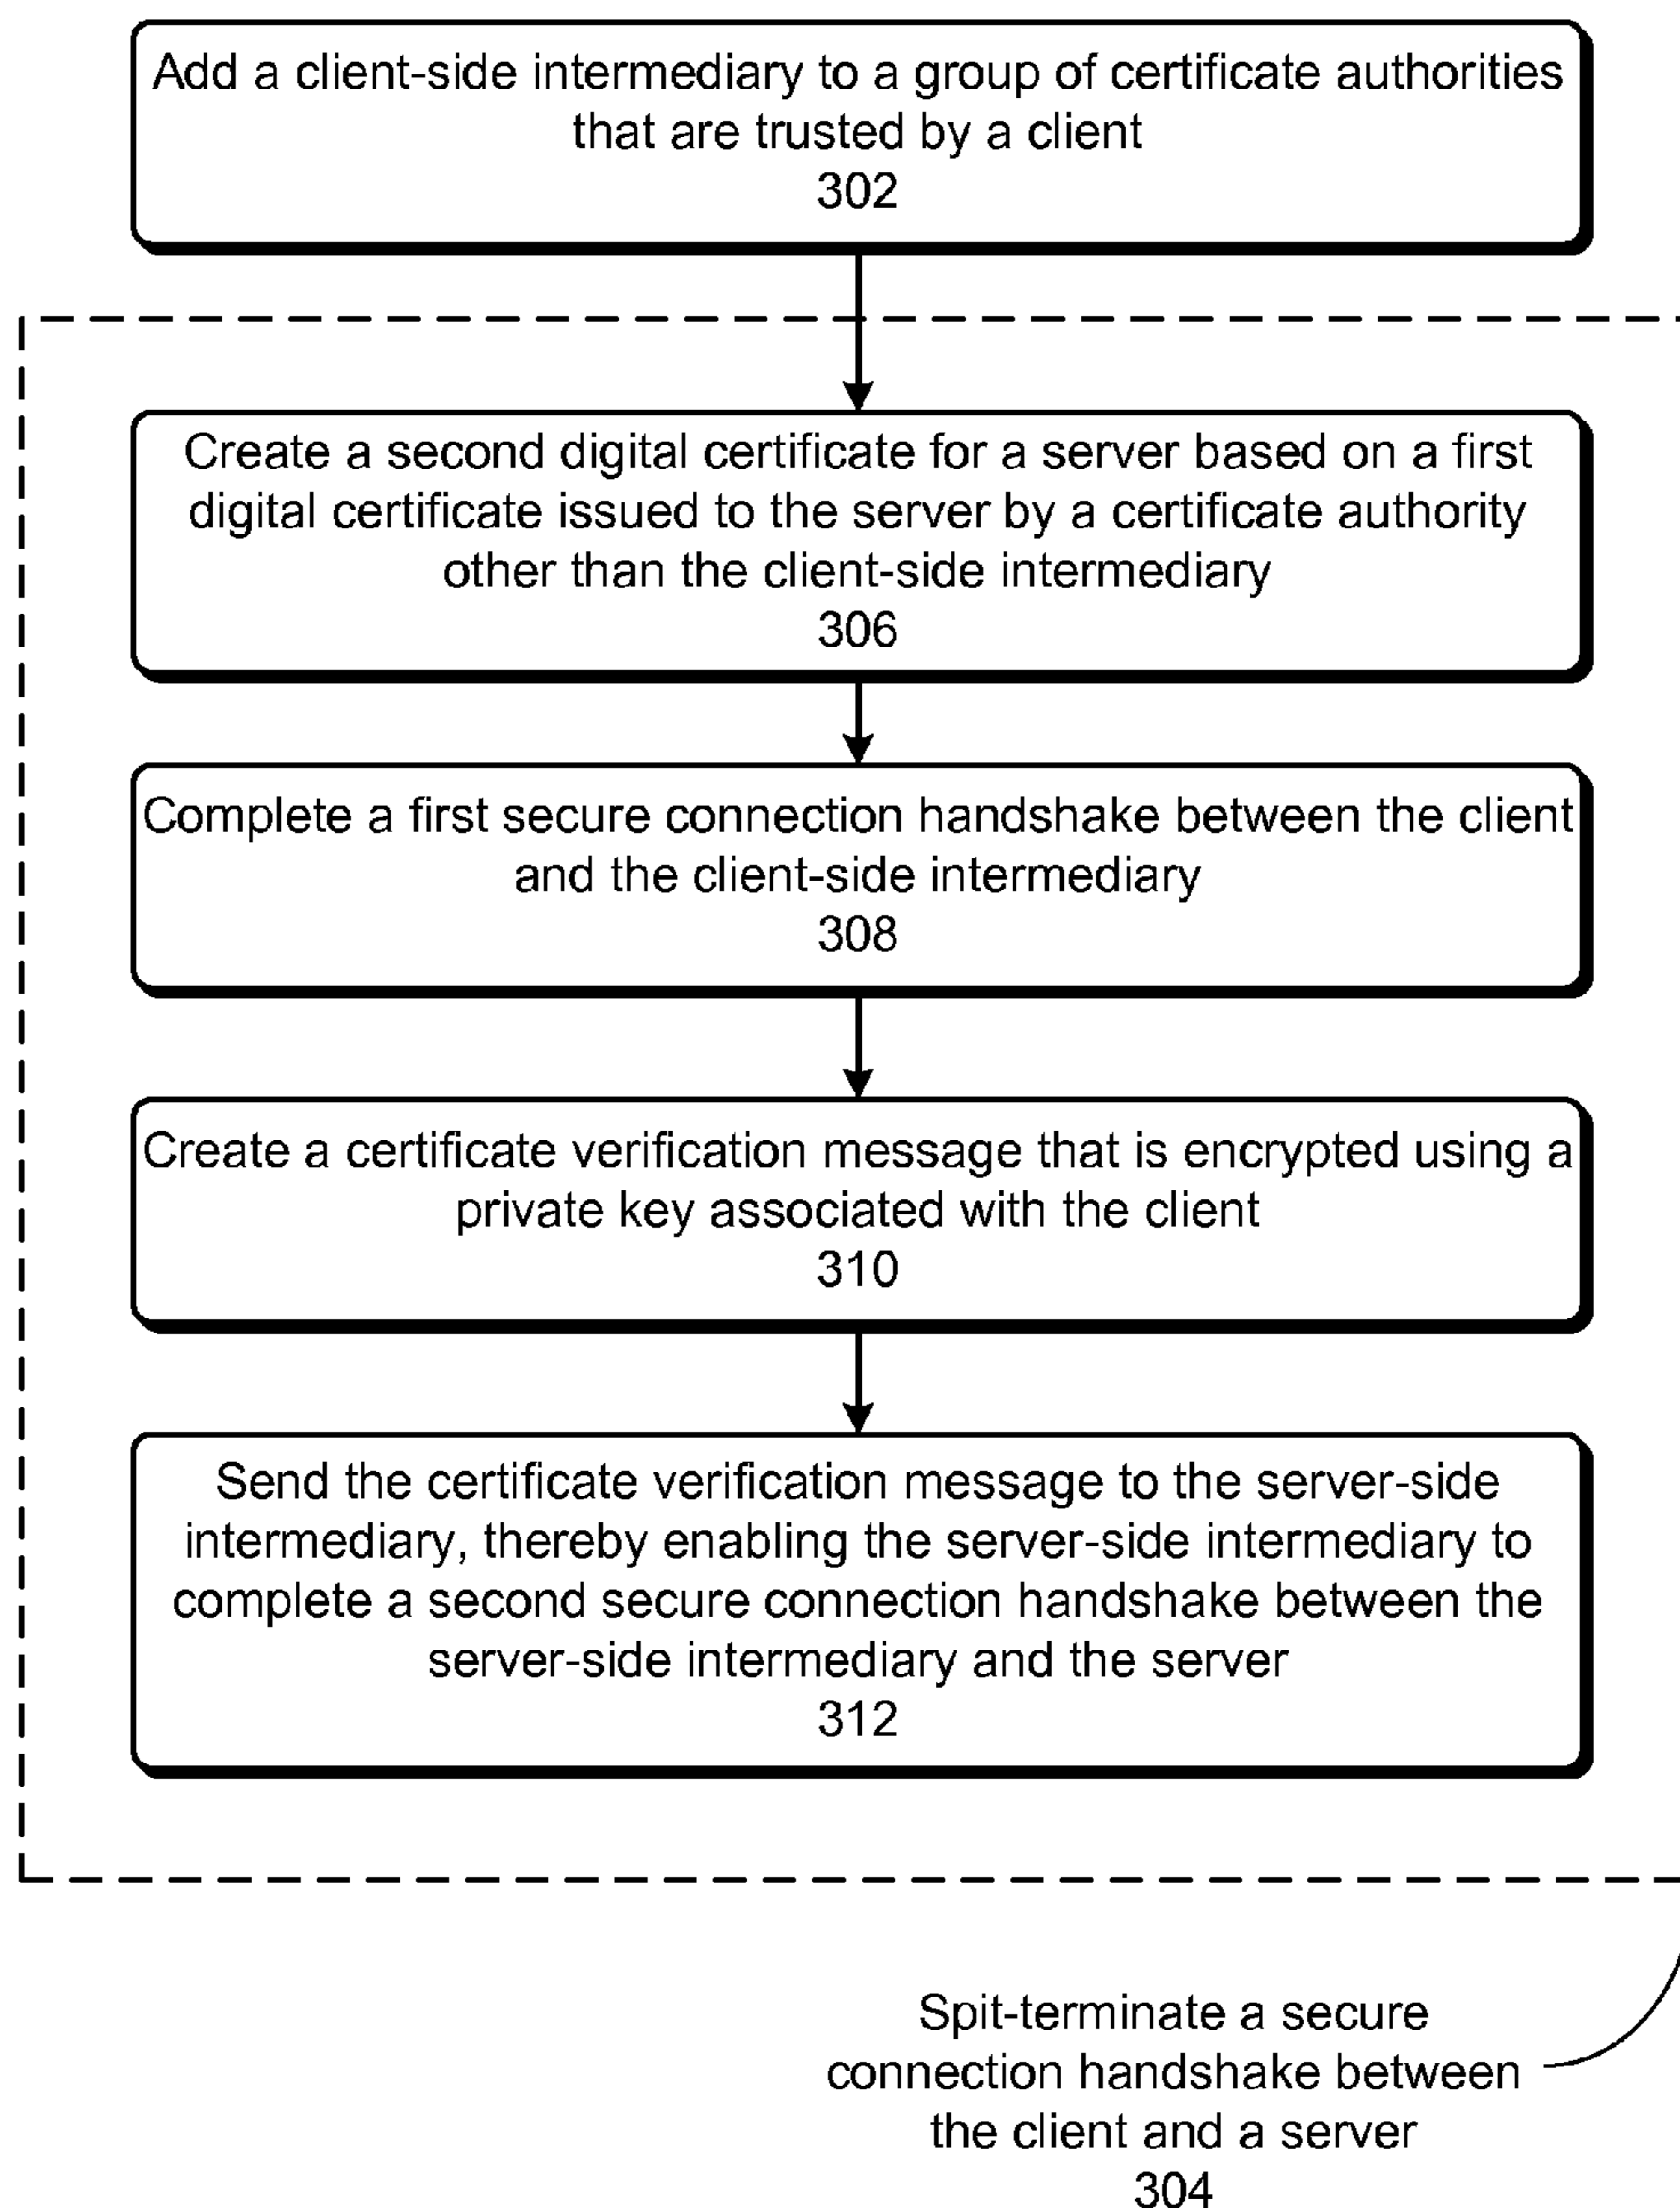 Add a client-side intermediary to a group of certificate authorities
that are trusted by a client
302
Create a second digital certificate for a server based on a first
digital certificate issued to the server by a certificate authority
other than the client-side intermediary
306
Complete a first secure connection handshake between the client
and the client-side intermediary
308
Create a certificate verification message that is encrypted using a
private key associated with the client
310
Send the certificate verification message to the server-side
intermediary, thereby enabling the server-side intermediary to
complete a second secure connection handshake between the
server-side intermediary and the server
312
Spit-terminate a secure
connection handshake between
the client and a server
304